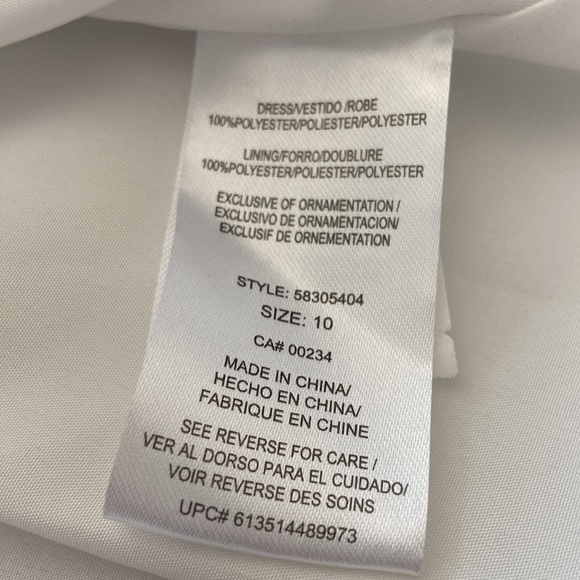 DRESS/VESTIDO /ROBE
100%POLYESTER/POLIESTER/POLYESTER
LINING/FORRO/DOUBLURE
100%POLYESTER/POLIESTER/POLYESTER
EXCLUSIVE OF ORNAMENTATION /
EXCLUSIVO DE ORNAMENTACION/
EXCLUSIF DE ORNEMENTATION
STYLE: 58305404
SIZE: 10
CA# 00234
MADE IN CHINA/
HECHO EN CHINA/
FABRIQUE EN CHINE
SEE REVERSE FOR CARE /
VER AL DORSO PARA EL CUIDADO/
VOIR REVERSE DES SOINS
UPC# 613514489973